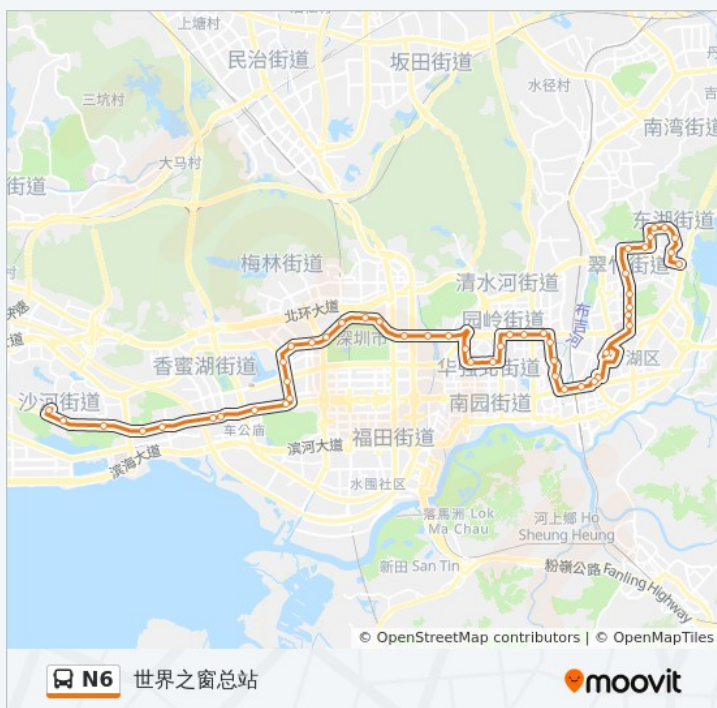 上塘村
民治街道
坂田街道
水径村
三坑村
南湾街道
大马村
街道
东湖街道
梅林街道
清水河街道
翠竹街道
北环大道
园岭街道
布吉河
深圳市
香蜜湖街道
华强北街道
湖区
沙河街道
南园街道
车公庙
福田街道
滨河大道
滨海大道
水围社区
落馬洲 Lok
Ma Chau
河上鄉 Ho
Sheung Heung
新田 San Tin
粉嶺公路 Fanling Highway
© OpenStreetMap contributors | © OpenMapTiles
N6 世界之窗总站
moovit